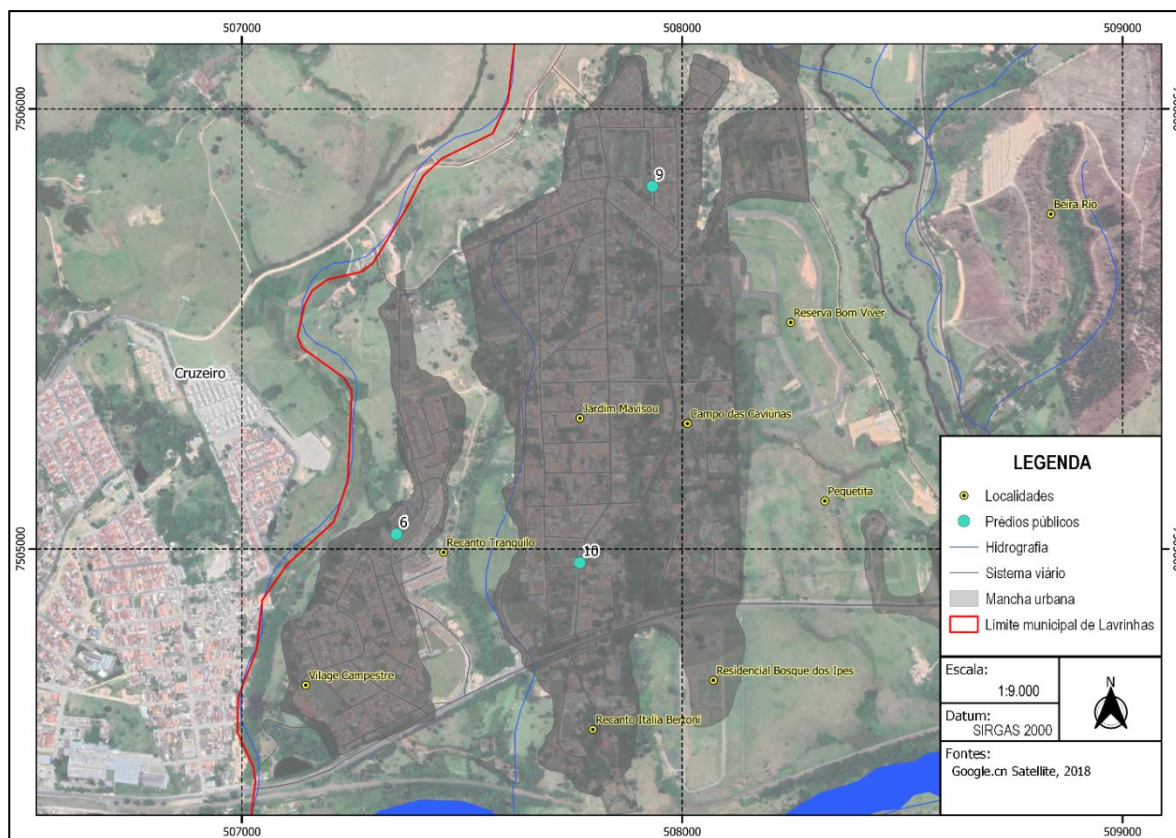 507000
508000
509000
7506000
7506000
9
Beira Rio
Reserva Bom Viver
Cruzeiro
Jardim Mavisou
Campo das Caviúnas
Pequetita
6
Recanto Tranquilo
10
7505000
7505000
Vilage Campestre
Residencial Bosque dos Ipes
Recanto Italia Bertoni
LEGENDA
Localidades
Prédios públicos
Hidrografia
Sistema viário
Mancha urbana
Limite municipal de Lavrinhas
Escala:
1:9.000
N
Datum:
SIRGAS 2000
Fontes:
Google.cn Satellite, 2018
507000
508000
509000